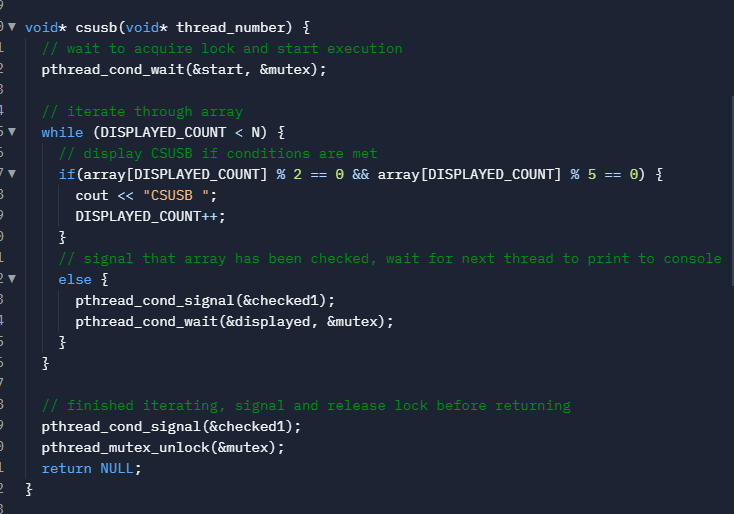 void* csusb(void* thread_number) {
// wait to acquire lock and start execution
pthread_cond_wait(&start, &mutex);
// iterate through array
while (DISPLAYED_COUNT < N) {
// display CSUSB if conditions are met
if(array[DISPLAYED_COUNT] % 2 == 0 && array[DISPLAYED_COUNT] % 5 == 0) {
cout << "CSUSB ";
DISPLAYED_COUNT++;
}
// signal that array has been checked, wait for next thread to print to console
else {
pthread_cond_signal(&checked1);
pthread_cond_wait(&displayed, &mutex);
}
}
// finished iterating, signal and release lock before returning
pthread_cond_signal(&checked1);
pthread_mutex_unlock(&mutex);
return NULL;
}